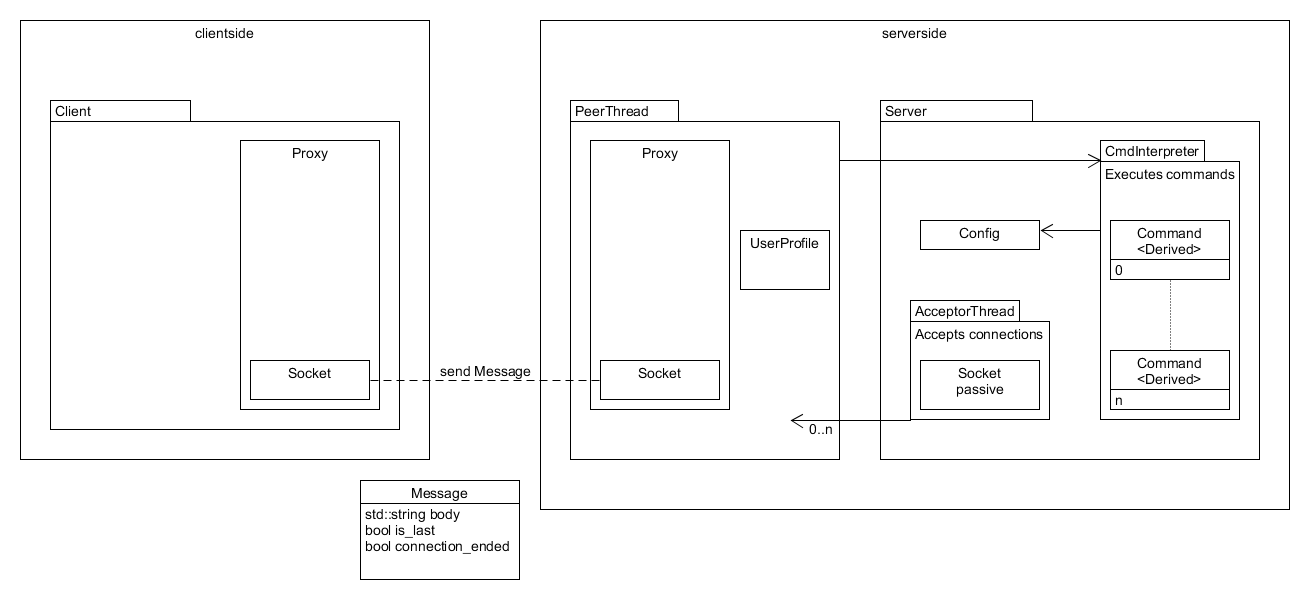 clientside
Client
Proxy
Socket
send Message
serverside
PeerThread
Proxy
UserProfile
Socket
0..n
Server
CmdInterpreter
Executes commands
Config
Command
<Derived>
0
AcceptorThread
Accepts connections
Socket
passive
Command
<Derived>
n
Message
std::string body
bool is_last
bool connection_ended